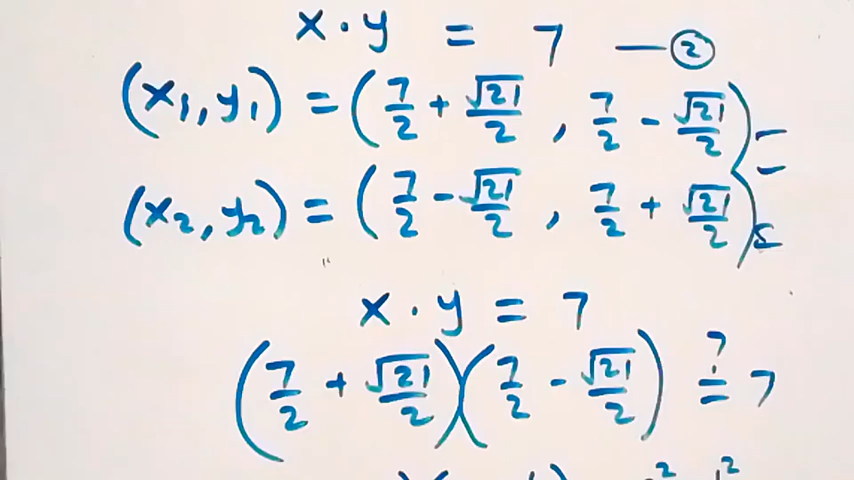 x · y = 7 — ②
(x₁, y₁) = (7/2 + √21/2 , 7/2 − √21/2)
(x₂, y₂) = (7/2 − √21/2 , 7/2 + √21/2)
x · y = 7
(7/2 + √21/2)(7/2 − √21/2) ≟ 7